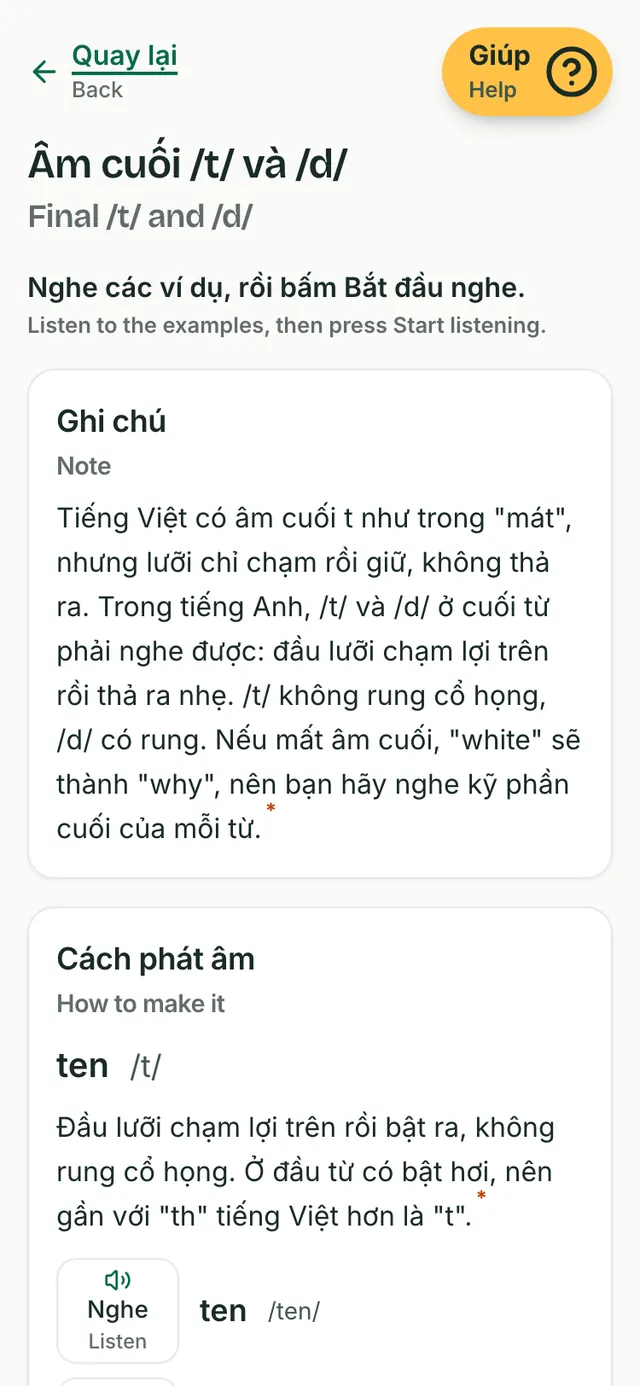 Quay lại
Back
Giúp
Help
Âm cuối /t/ và /d/
Final /t/ and /d/
Nghe các ví dụ, rồi bấm Bắt đầu nghe.
Listen to the examples, then press Start listening.
Ghi chú
Note
Tiếng Việt có âm cuối t như trong "mát",
nhưng lưỡi chỉ chạm rồi giữ, không thả
ra. Trong tiếng Anh, /t/ và /d/ ở cuối từ
phải nghe được: đầu lưỡi chạm lợi trên
rồi thả ra nhẹ. /t/ không rung cổ họng,
/d/ có rung. Nếu mất âm cuối, "white" sẽ
thành "why", nên bạn hãy nghe kỹ phần
cuối của mỗi từ. *
Cách phát âm
How to make it
ten /t/
Đầu lưỡi chạm lợi trên rồi bật ra, không
rung cổ họng. Ở đầu từ có bật hơi, nên
gần với "th" tiếng Việt hơn là "t". *
Nghe
Listen
ten /ten/